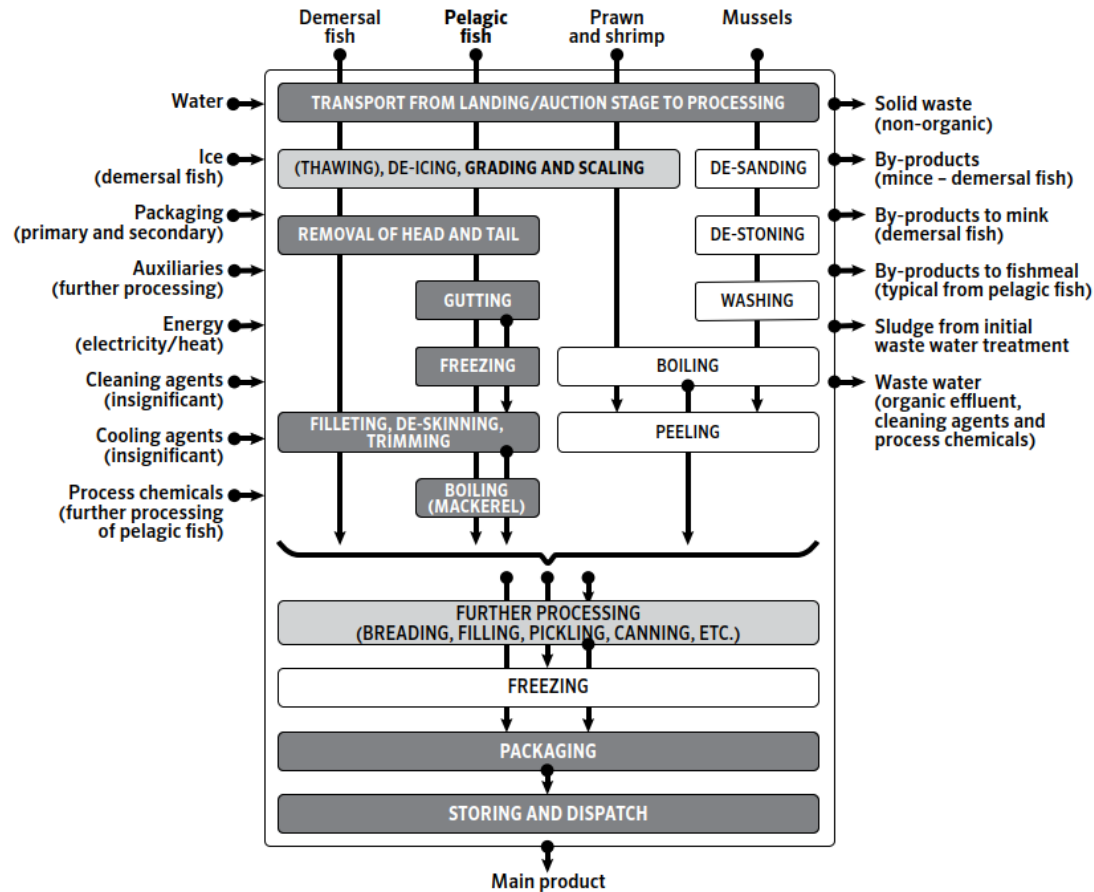 Demersal
fish
Pelagic
fish
Prawn
and shrimp
Mussels
Water
Ice
(demersal fish)
Packaging
(primary and secondary)
Auxiliaries
(further processing)
Energy
(electricity/heat)
Cleaning agents
(insignificant)
Cooling agents
(insignificant)
Process chemicals
(further processing
of pelagic fish)
TRANSPORT FROM LANDING/AUCTION STAGE TO PROCESSING
(THAWING), DE-ICING, GRADING AND SCALING
DE-SANDING
REMOVAL OF HEAD AND TAIL
DE-STONING
GUTTING
WASHING
FREEZING
BOILING
FILLETING, DE-SKINNING,
TRIMMING
PEELING
BOILING
(MACKEREL)
FURTHER PROCESSING
(BREADING, FILLING, PICKLING, CANNING, ETC.)
FREEZING
PACKAGING
STORING AND DISPATCH
Main product
Solid waste
(non-organic)
By-products
(mince – demersal fish)
By-products to mink
(demersal fish)
By-products to fishmeal
(typical from pelagic fish)
Sludge from initial
waste water treatment
Waste water
(organic effluent,
cleaning agents and
process chemicals)